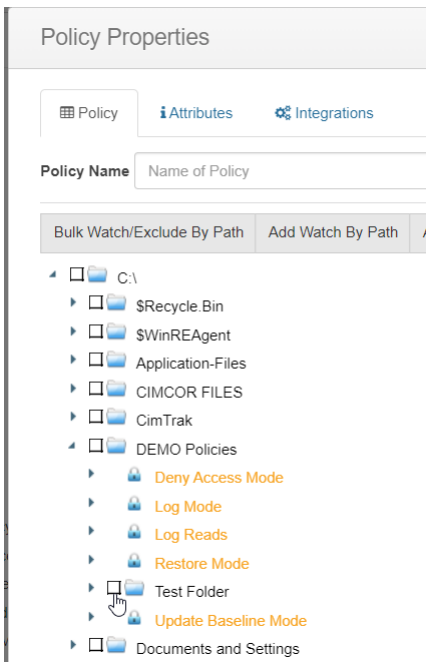 Policy Properties
Policy Attributes Integrations
Policy Name Name of Policy
Bulk Watch/Exclude By Path Add Watch By Path
C:\
$Recycle.Bin
$WinREAgent
Application-Files
CIMCOR FILES
CimTrak
DEMO Policies
Deny Access Mode
Log Mode
Log Reads
Restore Mode
Test Folder
Update Baseline Mode
Documents and Settings